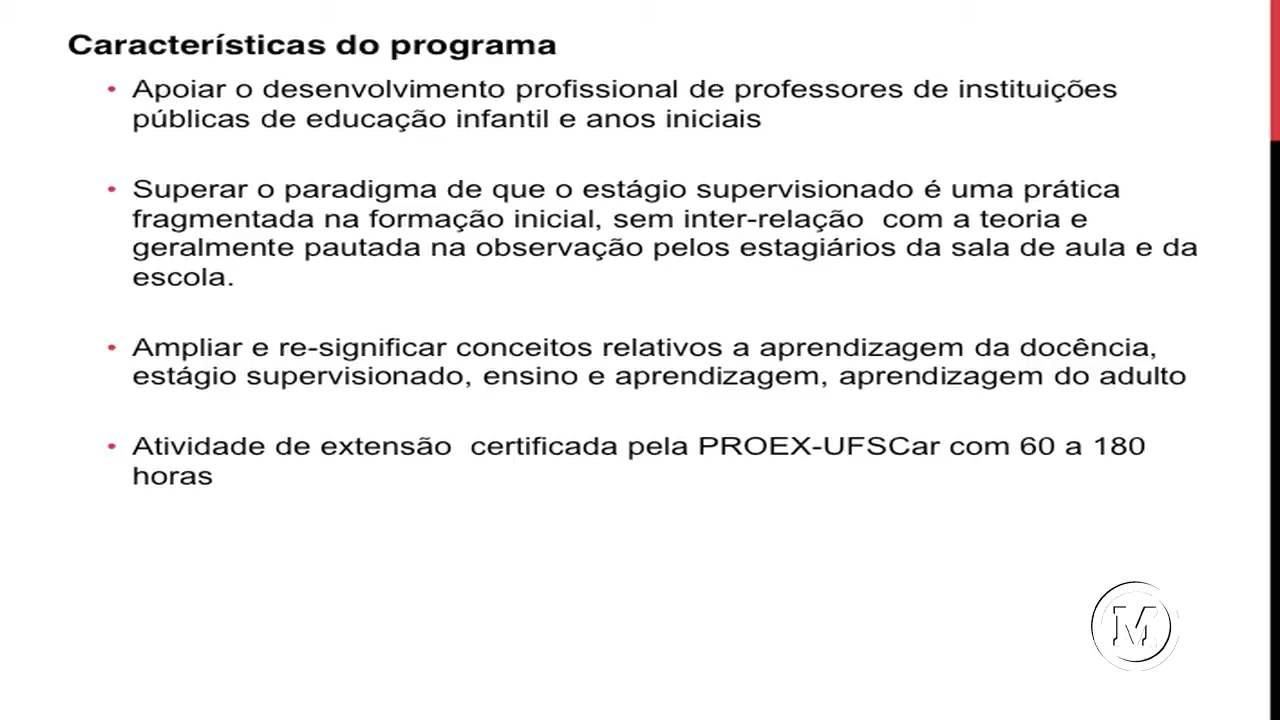 Características do programa
• Apoiar o desenvolvimento profissional de professores de instituições
públicas de educação infantil e anos iniciais
• Superar o paradigma de que o estágio supervisionado é uma prática
fragmentada na formação inicial, sem inter-relação  com a teoria e
geralmente pautada na observação pelos estagiários da sala de aula e da
escola.
• Ampliar e re-significar conceitos relativos a aprendizagem da docência,
estágio supervisionado, ensino e aprendizagem, aprendizagem do adulto
• Atividade de extensão  certificada pela PROEX-UFSCar com 60 a 180
horas
M